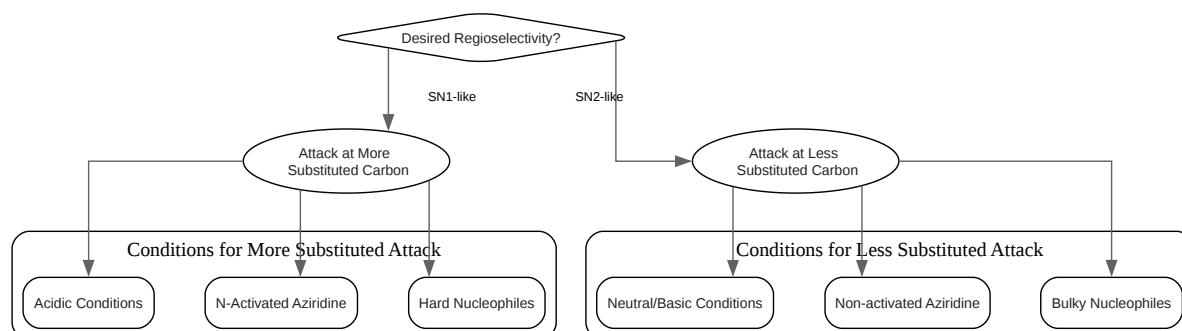 Desired Regioselectivity?
SN1-like
SN2-like
Attack at More
Substituted Carbon
Attack at Less
Substituted Carbon
Conditions for More Substituted Attack
Conditions for Less Substituted Attack
Acidic Conditions
N-Activated Aziridine
Hard Nucleophiles
Neutral/Basic Conditions
Non-activated Aziridine
Bulky Nucleophiles